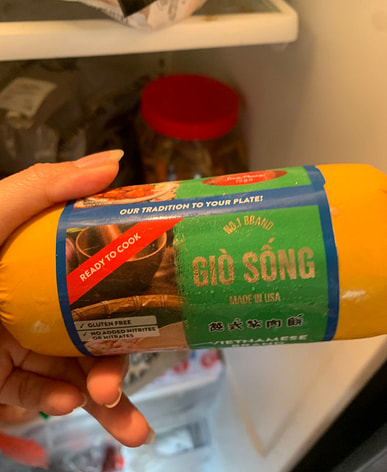 OUR TRADITION TO YOUR PLATE!
READY TO COOK
NO.1 BRAND
GIÒ SỐNG
MADE IN USA
✓ GLUTEN FREE
✓ NO ADDED NITRITES
OR NITRATES
VIETNAMESE